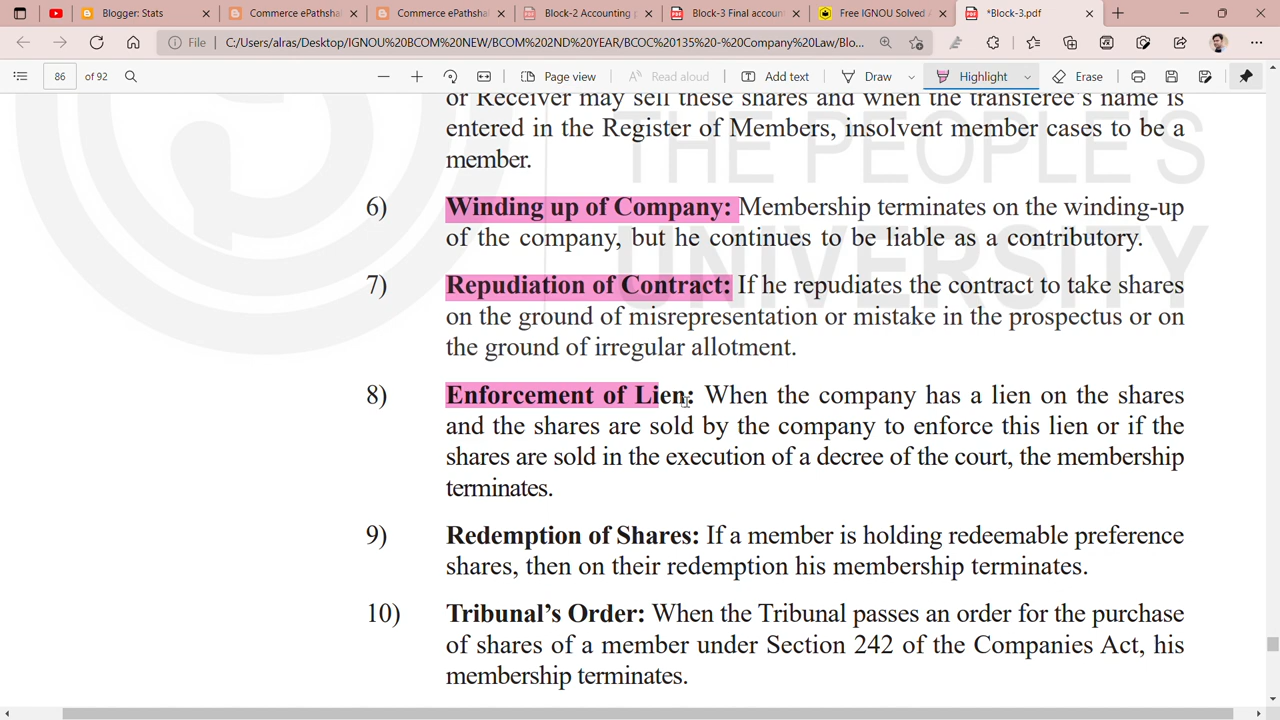 Blogger: Stats
Commerce ePathsha
Commerce ePathshal
Block-2 Accounting p
Block-3 Final Accoun
Free IGNOU Solved A
*Block-3.pdf
File
C:/Users/alras/Desktop/IGNOU%20BCOM%20NEW/BCOM%202ND%20YEAR/BCOC%20135%20-%20Company%20Law/Blo...
86 of 92
Page view
Read aloud
Add text
Draw
Highlight
Erase
or Receiver may sell these shares and when the transferee's name is
entered in the Register of Members, insolvent member cases to be a
member.
THE PEOPLE'S
UNIVERSITY
6) Winding up of Company: Membership terminates on the winding-up
of the company, but he continues to be liable as a contributory.
7) Repudiation of Contract: If he repudiates the contract to take shares
on the ground of misrepresentation or mistake in the prospectus or on
the ground of irregular allotment.
8) Enforcement of Lien: When the company has a lien on the shares
and the shares are sold by the company to enforce this lien or if the
shares are sold in the execution of a decree of the court, the membership
terminates.
9) Redemption of Shares: If a member is holding redeemable preference
shares, then on their redemption his membership terminates.
10) Tribunal's Order: When the Tribunal passes an order for the purchase
of shares of a member under Section 242 of the Companies Act, his
membership terminates.